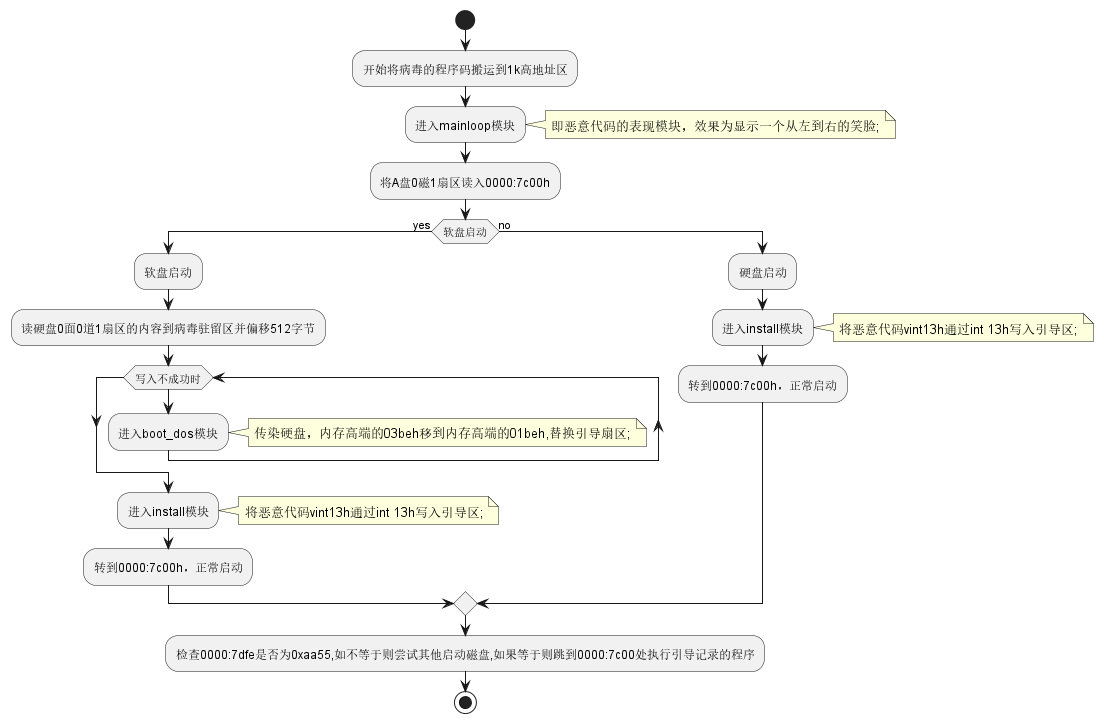 开始将病毒的程序码搬运到1k高地址区
进入mainloop模块
即恶意代码的表现模块，效果为显示一个从左到右的笑脸;
将A盘0磁1扇区读入0000:7c00h
yes
软盘启动
no
软盘启动
读硬盘0面0道1扇区的内容到病毒驻留区并偏移512字节
写入不成功时
进入boot_dos模块
传染硬盘，内存高端的03beh移到内存高端的01beh,替换引导扇区;
进入install模块
将恶意代码vint13h通过int 13h写入引导区;
转到0000:7c00h，正常启动
硬盘启动
进入install模块
将恶意代码vint13h通过int 13h写入引导区;
转到0000:7c00h，正常启动
检查0000:7dfe是否为0xaa55,如不等于则尝试其他启动磁盘,如果等于则跳到0000:7c00处执行引导记录的程序